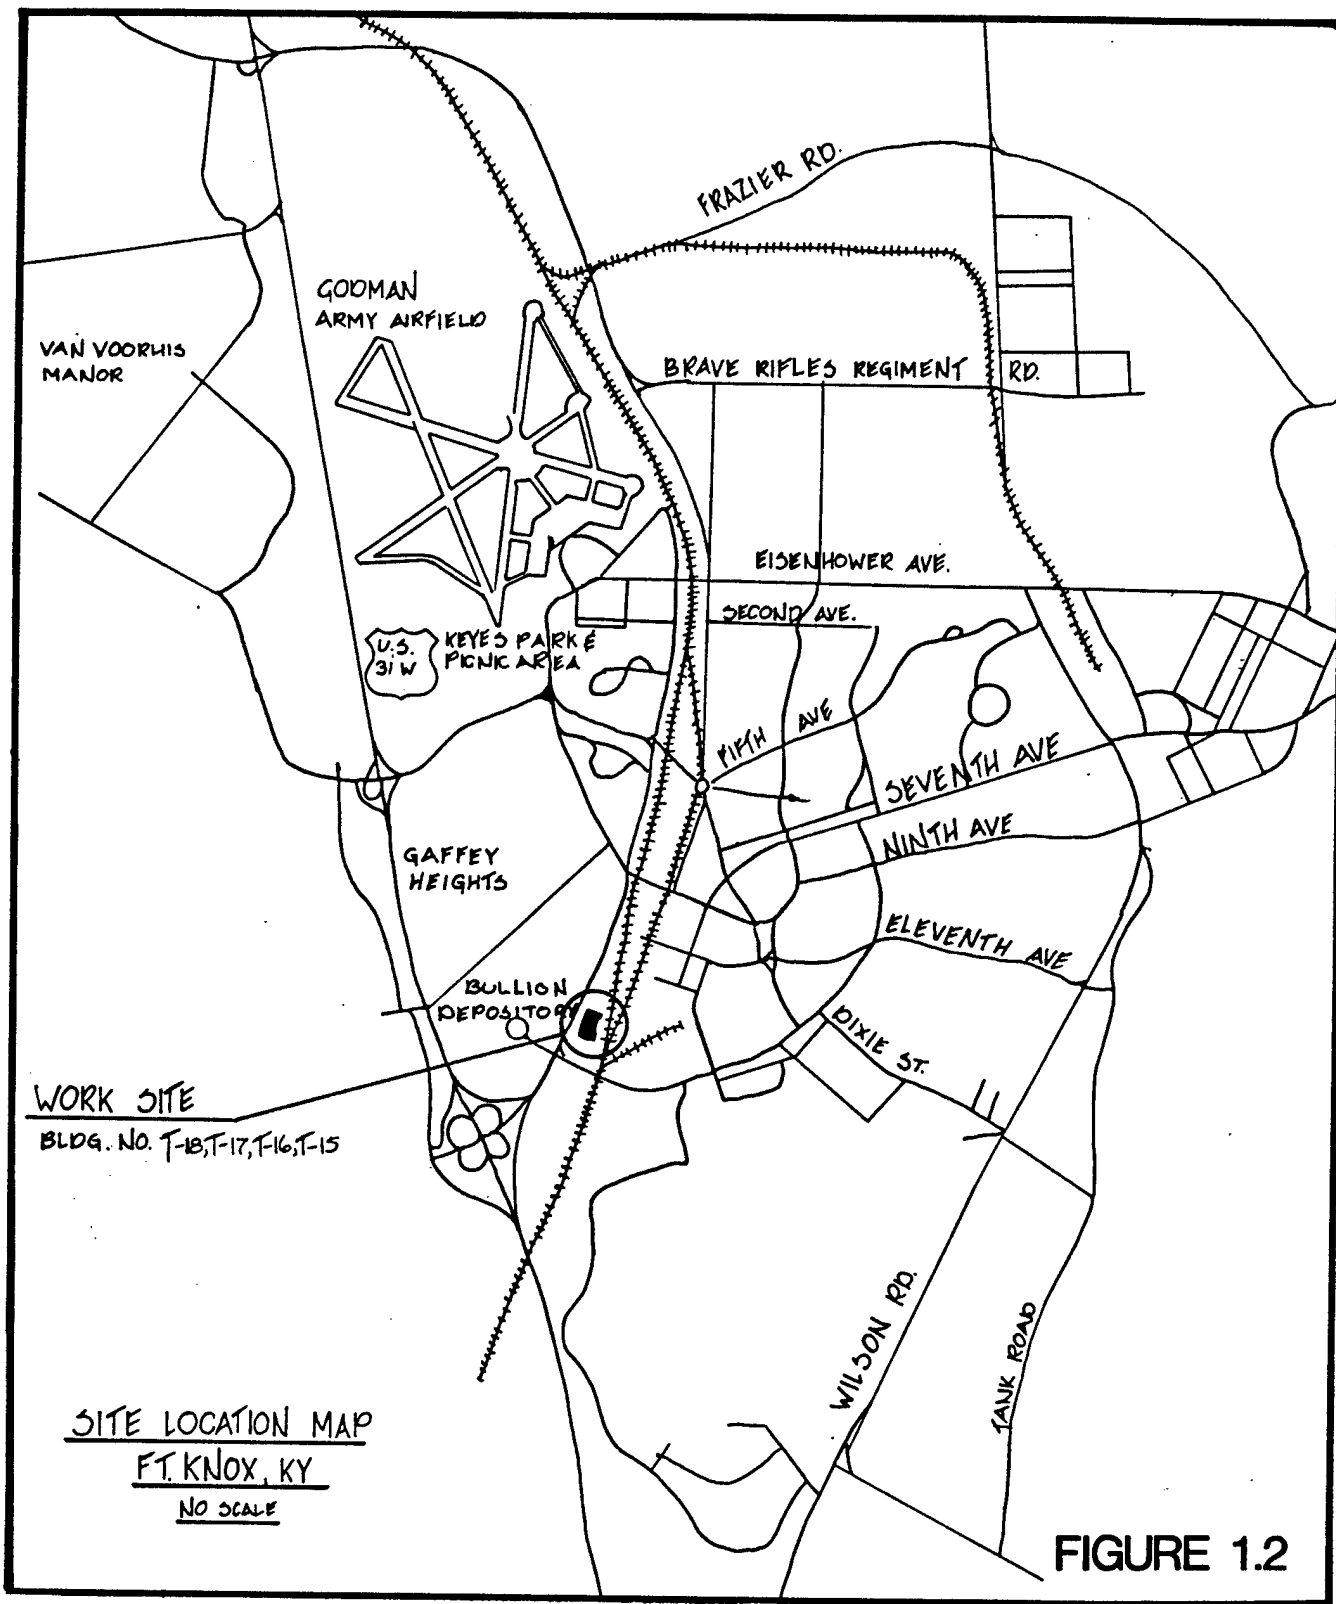 FRAZIER RD.
GODMAN
ARMY AIRFIELD
VAN VOORHIS
MANOR
BRAVE RIFLES REGIMENT RD.
EISENHOWER AVE.
SECOND AVE.
U.S.
31 W
KEYES PARK &
PICNIC AREA
FIFTH AVE
SEVENTH AVE
NINTH AVE
GAFFEY
HEIGHTS
ELEVENTH AVE
BULLION
DEPOSITORY
DIXIE ST.
WORK SITE
BLDG. NO. T-18, T-17, T-16, T-15
WILSON RD.
TANK ROAD
SITE LOCATION MAP
FT. KNOX, KY
NO SCALE
FIGURE 1.2